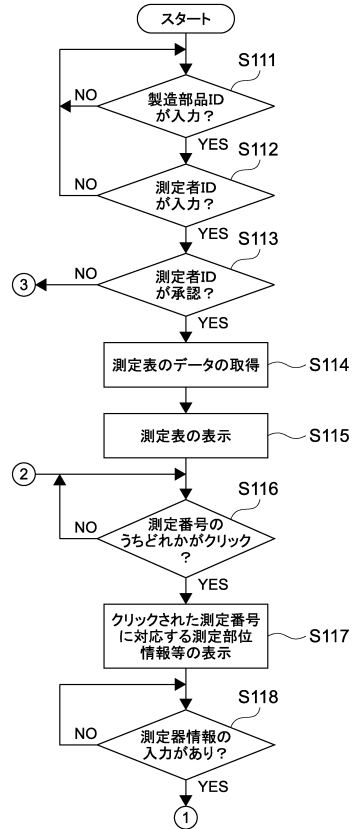 スタート
S111
製造部品ID
が入力？
NO
YES
S112
測定者ID
が入力？
NO
YES
S113
測定者ID
が承認？
NO
3
YES
測定表のデータの取得
S114
測定表の表示
S115
2
S116
測定番号の
うちどれかがクリック
？
NO
YES
クリックされた測定番号
に対応する測定部位
情報等の表示
S117
S118
測定器情報の
入力があり？
NO
YES
1